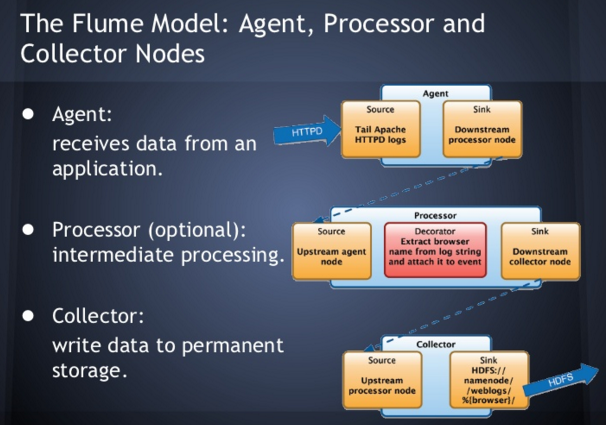 The Flume Model: Agent, Processor and
Collector Nodes
● Agent:
receives data from an
application.
● Processor (optional):
intermediate processing.
● Collector:
write data to permanent
storage.
Agent
HTTPD
Source
Tail Apache
HTTPD logs
Sink
Downstream
processor node
Processor
Source
Upstream agent
node
Decorator
Extract browser
name from log string
and attach it to event
Sink
Downstream
collector node
Collector
Source
Upstream
processor node
Sink
HDFS://
namenode/
/weblogs/
%{browser}/
HDFS